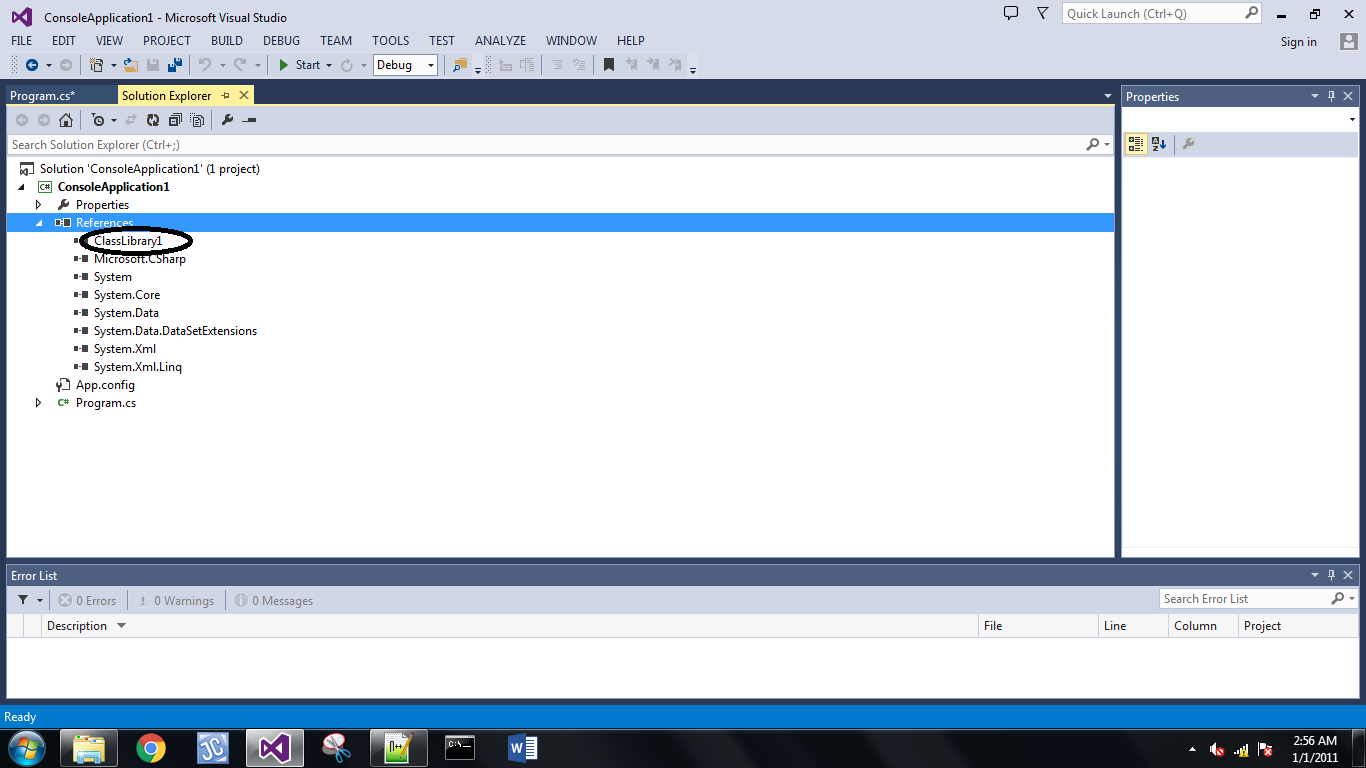 ConsoleApplication1 - Microsoft Visual Studio
Quick Launch (Ctrl+Q)
FILE EDIT VIEW PROJECT BUILD DEBUG TEAM TOOLS TEST ANALYZE WINDOW HELP
Sign in
Start
Debug
Program.cs*
Solution Explorer
Properties
Search Solution Explorer (Ctrl+;)
Solution 'ConsoleApplication1' (1 project)
C# ConsoleApplication1
Properties
References
ClassLibrary1
Microsoft.CSharp
System
System.Core
System.Data
System.Data.DataSetExtensions
System.Xml
System.Xml.Linq
App.config
C# Program.cs
Error List
0 Errors
0 Warnings
0 Messages
Search Error List
Description File Line Column Project
Ready
2:56 AM
1/1/2011